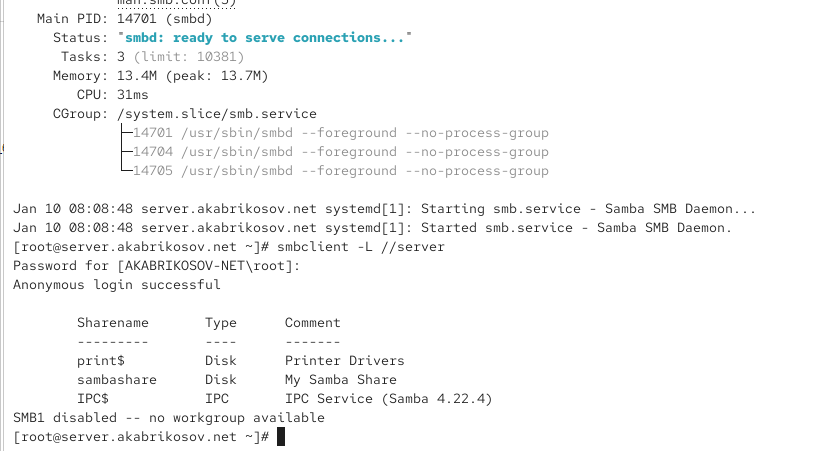 man:smb.conf(5)
Main PID: 14701 (smbd)
Status: "smbd: ready to serve connections..."
Tasks: 3 (limit: 10381)
Memory: 13.4M (peak: 13.7M)
CPU: 31ms
CGroup: /system.slice/smb.service
├─14701 /usr/sbin/smbd --foreground --no-process-group
├─14704 /usr/sbin/smbd --foreground --no-process-group
└─14705 /usr/sbin/smbd --foreground --no-process-group
Jan 10 08:08:48 server.akabrikosov.net systemd[1]: Starting smb.service - Samba SMB Daemon...
Jan 10 08:08:48 server.akabrikosov.net systemd[1]: Started smb.service - Samba SMB Daemon.
[root@server.akabrikosov.net ~]# smbclient -L //server
Password for [AKABRIKOSOV-NET\root]:
Anonymous login successful
Sharename Type Comment
--------- ---- -------
print$ Disk Printer Drivers
sambashare Disk My Samba Share
IPC$ IPC IPC Service (Samba 4.22.4)
SMB1 disabled -- no workgroup available
[root@server.akabrikosov.net ~]#